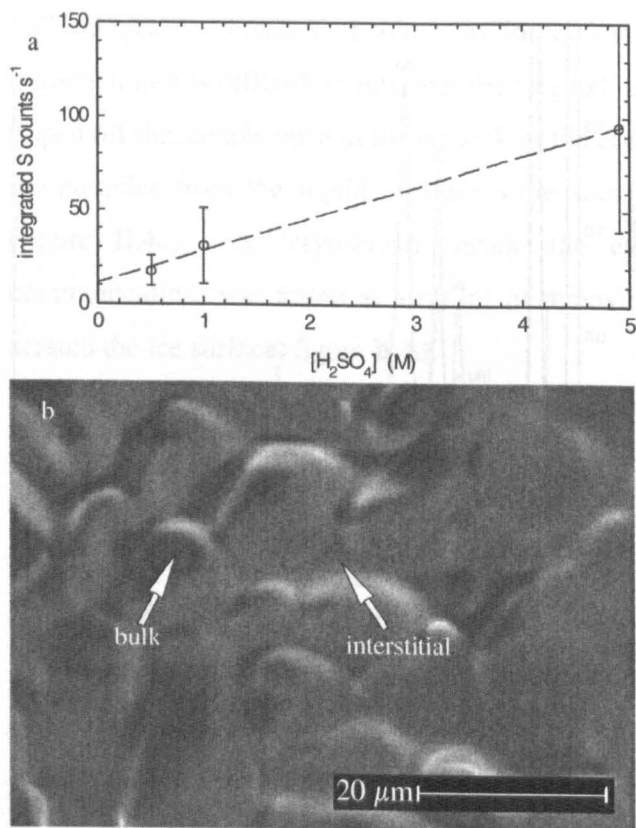 a
150
100
50
0
integrated S counts s⁻¹
0 1 2 3 4 5
[H₂SO₄] (M)
b
bulk
interstitial
20 μm